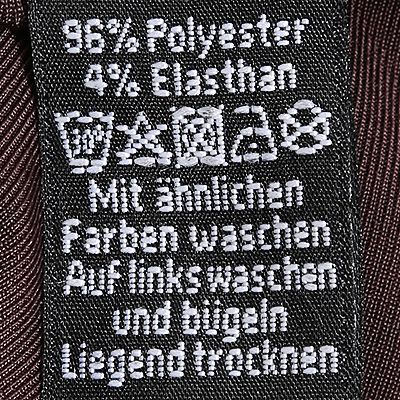 96% Polyester
4% Elasthan
Mit ähnlichen
Farben waschen
Auf links waschen
und bügeln
Liegend trocknen